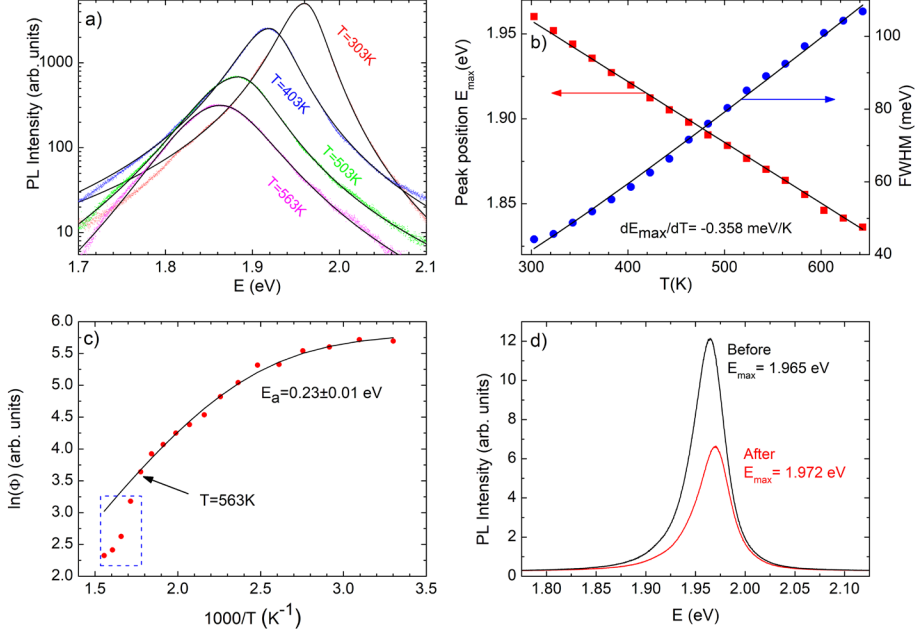 a)
PL Intensity (arb. units)
1000
100
10
T=303K
T=403K
T=503K
T=563K
1.7 1.8 1.9 2.0 2.1
E (eV)
b)
Peak position E_max(eV)
1.95
1.90
1.85
dE_max/dT= -0.358 meV/K
100
80
60
40
FWHM (meV)
300 400 500 600
T(K)
c)
ln(Φ) (arb. units)
6.0
5.5
5.0
4.5
4.0
3.5
3.0
2.5
2.0
E_a=0.23±0.01 eV
T=563K
1.5 2.0 2.5 3.0 3.5
1000/T (K⁻¹)
d)
PL Intensity (arb. units)
12
10
8
6
4
2
0
Before
E_max= 1.965 eV
After
E_max= 1.972 eV
1.80 1.85 1.90 1.95 2.00 2.05 2.10
E (eV)